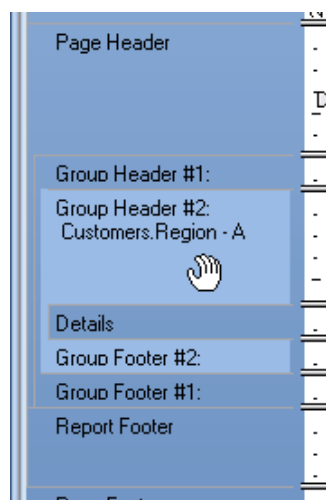 Page Header
Group Header #1:
Group Header #2:
Customers.Region - A
Details
Group Footer #2:
Group Footer #1:
Report Footer